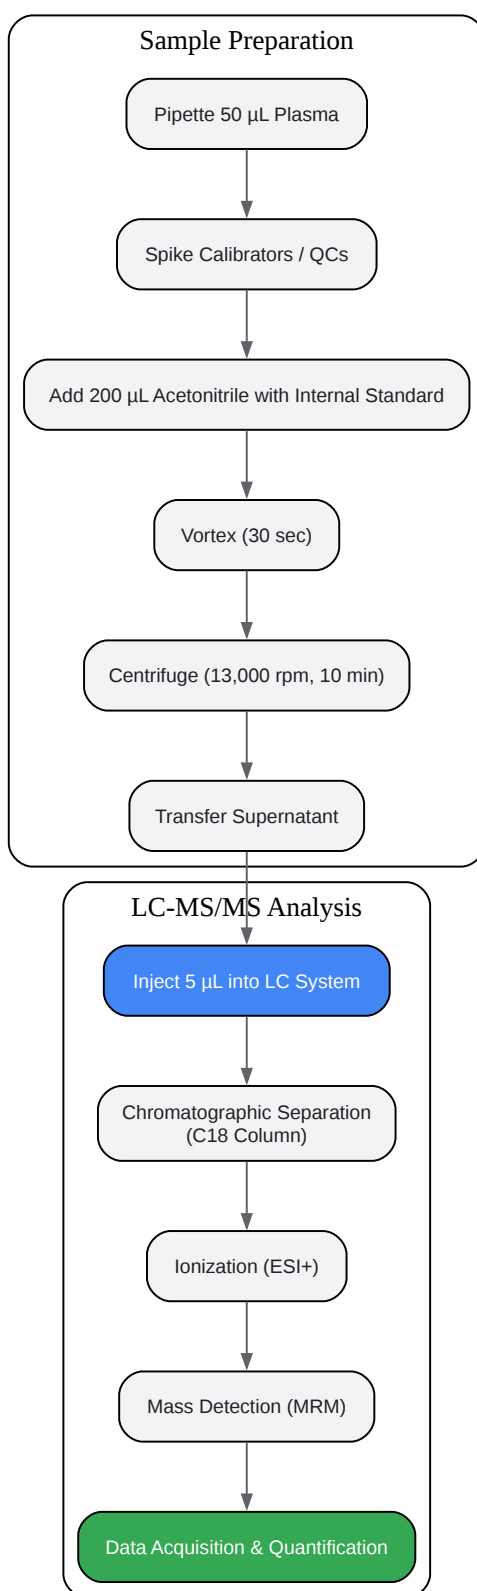 Sample Preparation
Pipette 50 µL Plasma
Spike Calibrators / QCs
Add 200 µL Acetonitrile with Internal Standard
Vortex (30 sec)
Centrifuge (13,000 rpm, 10 min)
Transfer Supernatant
LC-MS/MS Analysis
Inject 5 µL into LC System
Chromatographic Separation
(C18 Column)
Ionization (ESI+)
Mass Detection (MRM)
Data Acquisition & Quantification